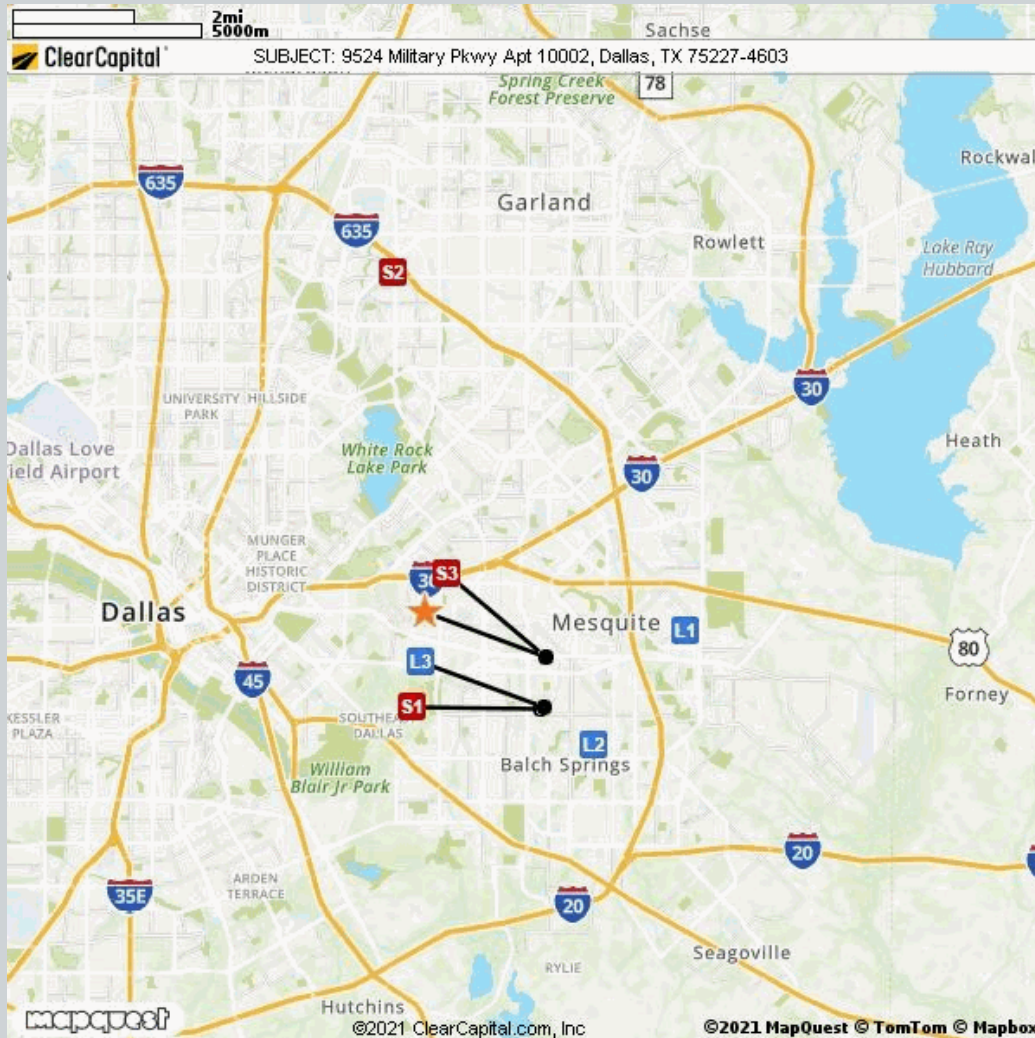 2mi
5000m
Sachse
ClearCapital
SUBJECT: 9524 Military Pkwy Apt 10002, Dallas, TX 75227-4603
Spring Creek
Forest Preserve
78
Rockwal
635
Garland
635
Rowlett
S2
Lake Ray
Hubbard
30
UNIVERSITY
PARK
HILLSIDE
Dallas Love
ield Airport
White Rock
Lake Park
Heath
30
MUNGER
PLACE
HISTORIC
DISTRICT
30
S3
Dallas
Mesquite
L1
L3
80
45
Forney
S1
KESSLER
PLAZA
SOUTHEA
DALLAS
L2
Balch Springs
William
Blair Jr Park
20
35E
ARDEN
TERRACE
20
Seagoville
RYLIE
Hutchins
mapquest
©2021 ClearCapital.com, Inc
©2021 MapQuest © TomTom © Mapbox